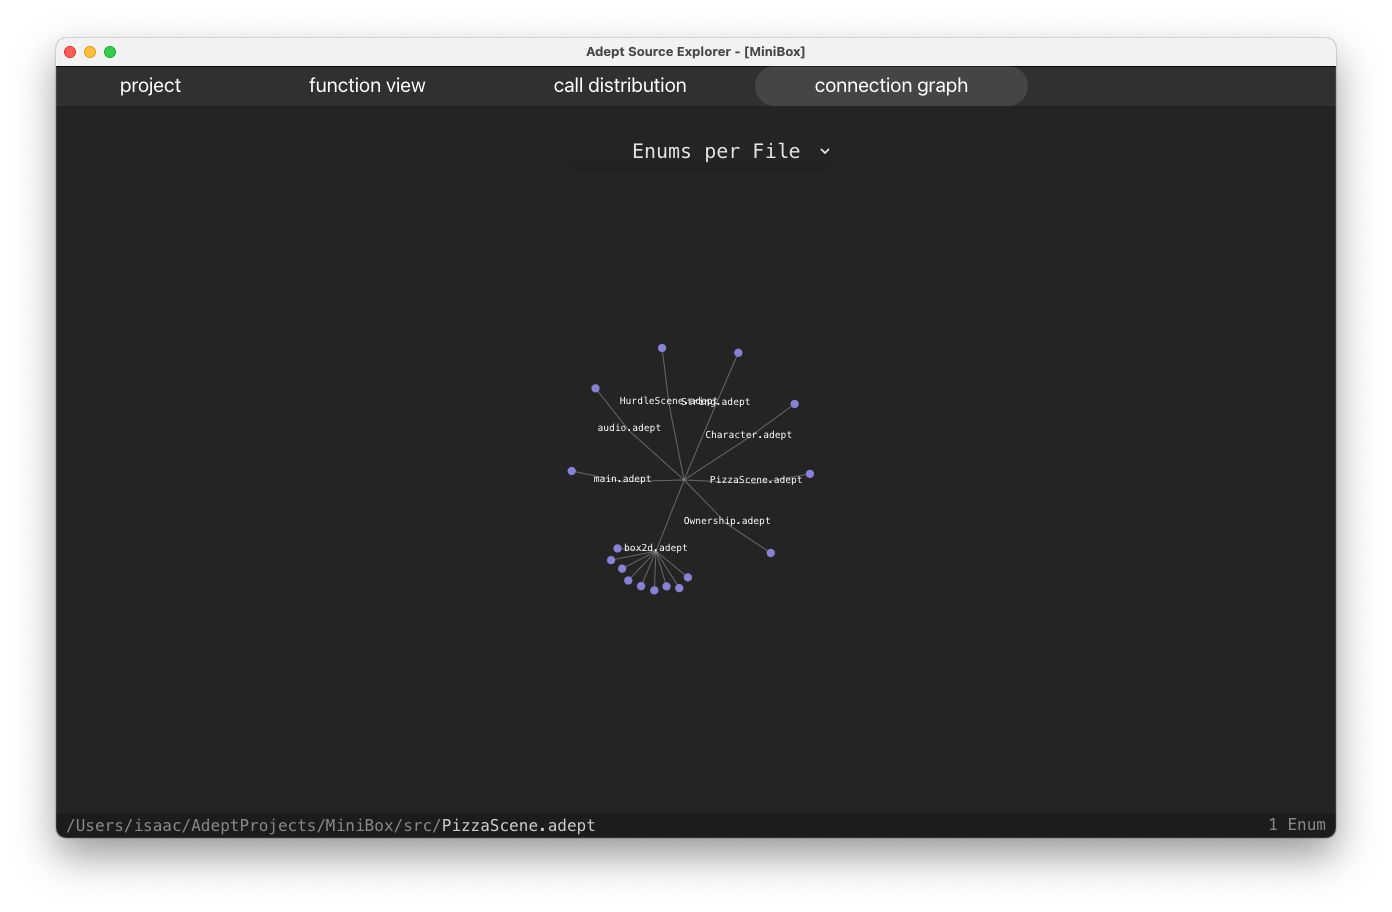 Adept Source Explorer - [MiniBox]
project function view call distribution connection graph
Enums per File
HurdleScene.adept
String.adept
audio.adept
Character.adept
main.adept
PizzaScene.adept
Ownership.adept
box2d.adept
/Users/isaac/AdeptProjects/MiniBox/src/PizzaScene.adept
1 Enum